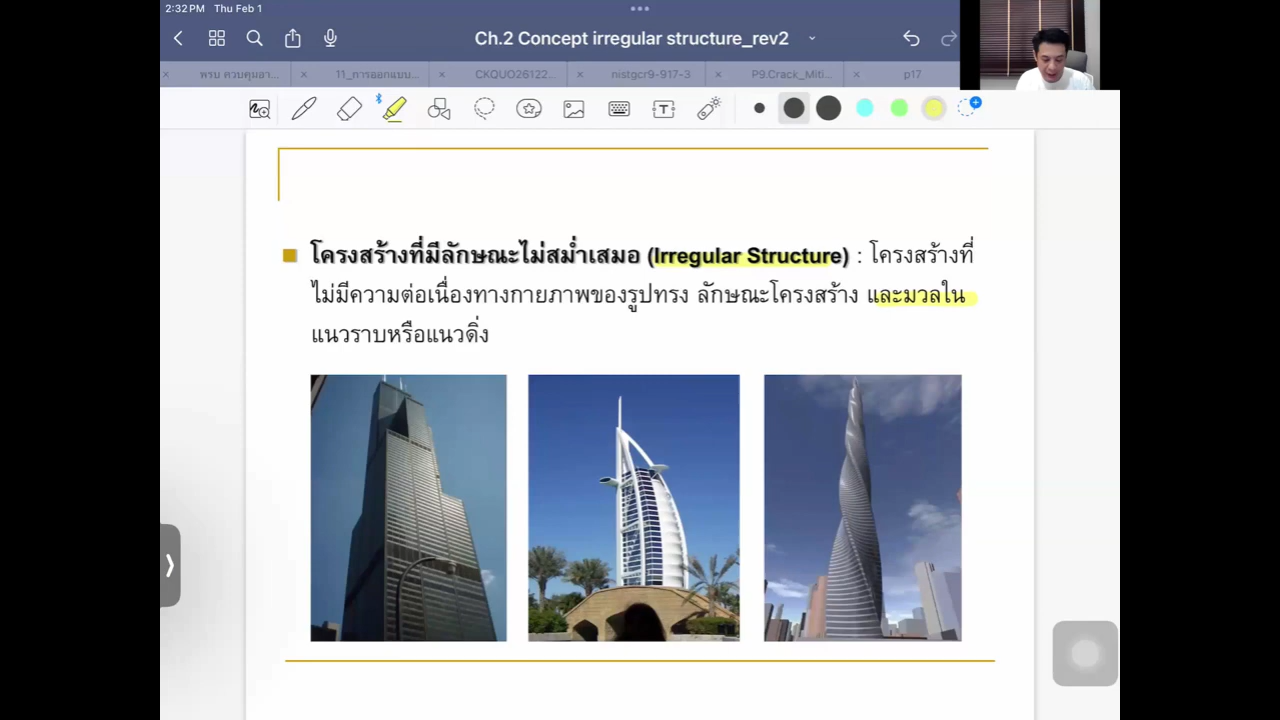 2:32 PM Thu Feb 1
Ch.2 Concept irregular structure_rev2
พรบ ควบคุมอา... 11_การออกแบบ... CKQUO26122... nistgcr9-917-3 P9.Crack_Miti... p17
โครงสร้างที่มีลักษณะไม่สม่ำเสมอ (Irregular Structure) : โครงสร้างที่
ไม่มีความต่อเนื่องทางกายภาพของรูปทรง ลักษณะโครงสร้าง และมวลใน
แนวราบหรือแนวดิ่ง